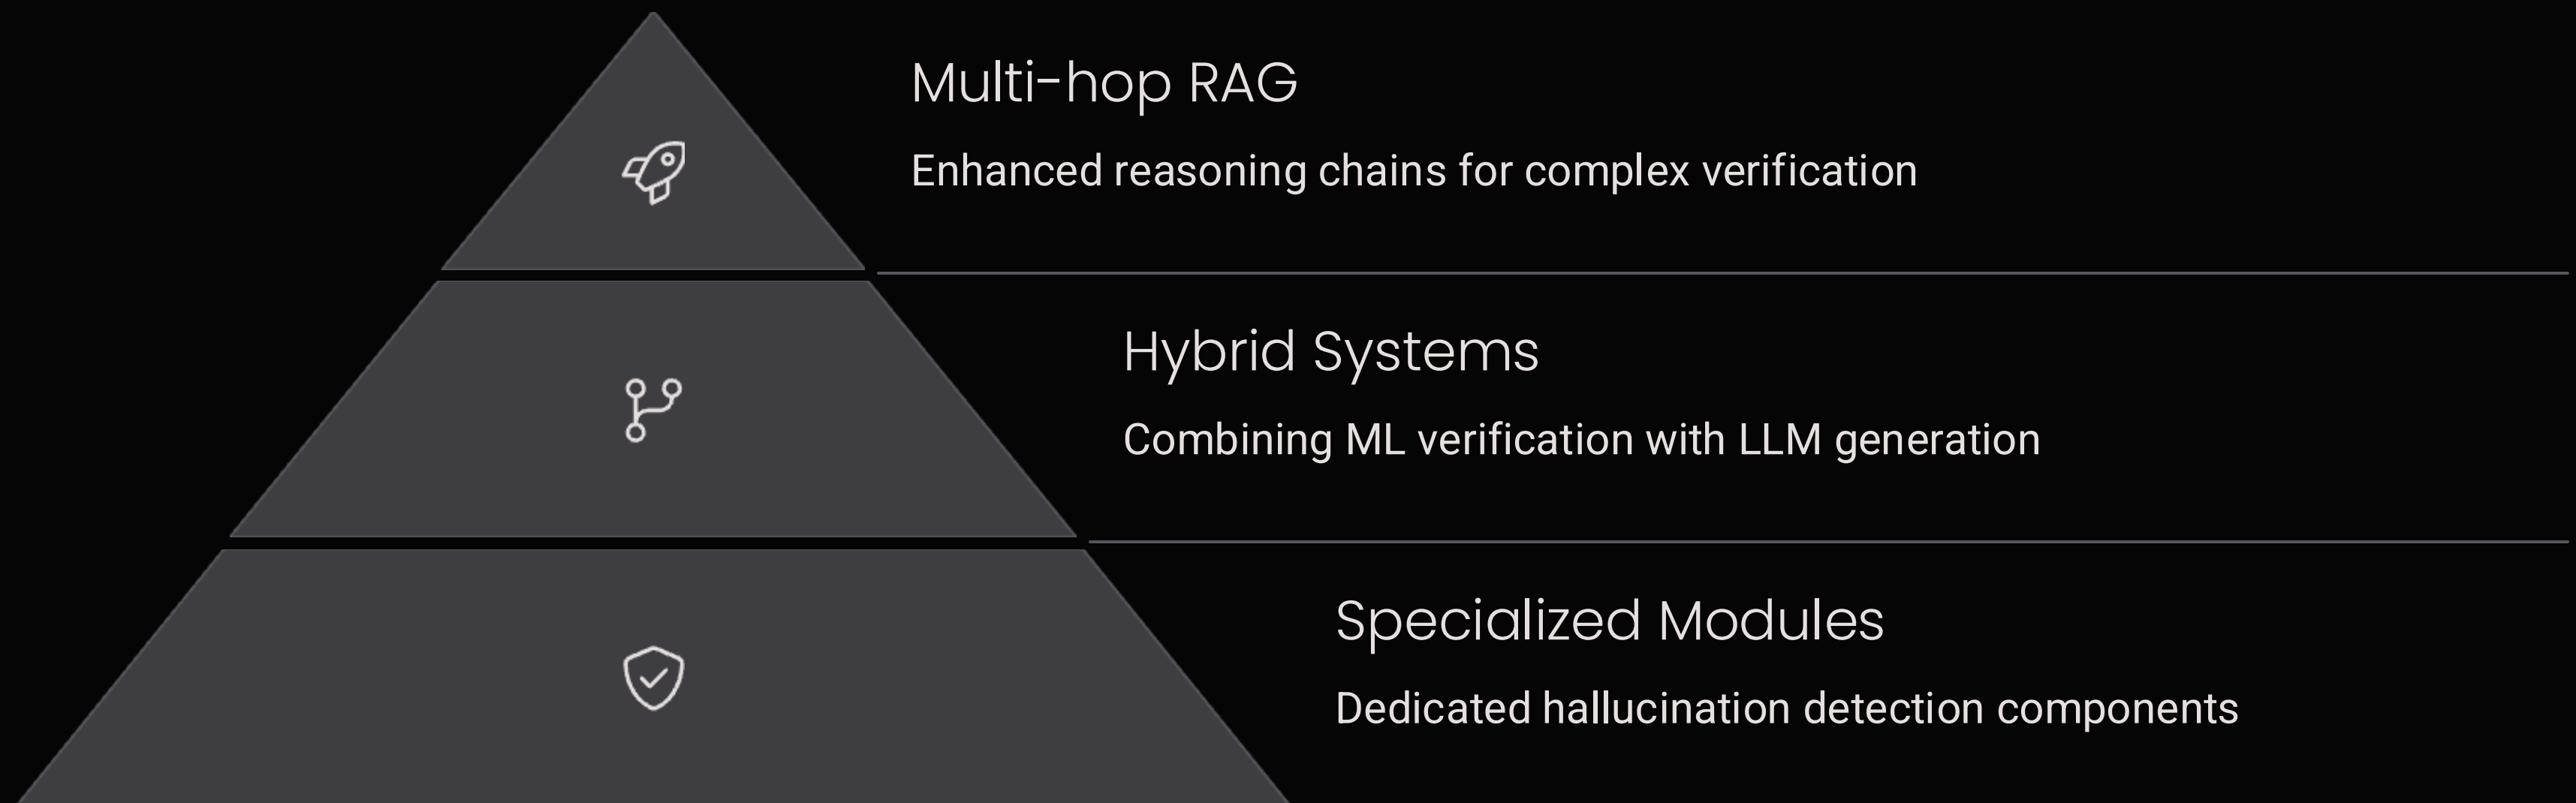 Multi-hop RAG
Enhanced reasoning chains for complex verification
Hybrid Systems
Combining ML verification with LLM generation
Specialized Modules
Dedicated hallucination detection components